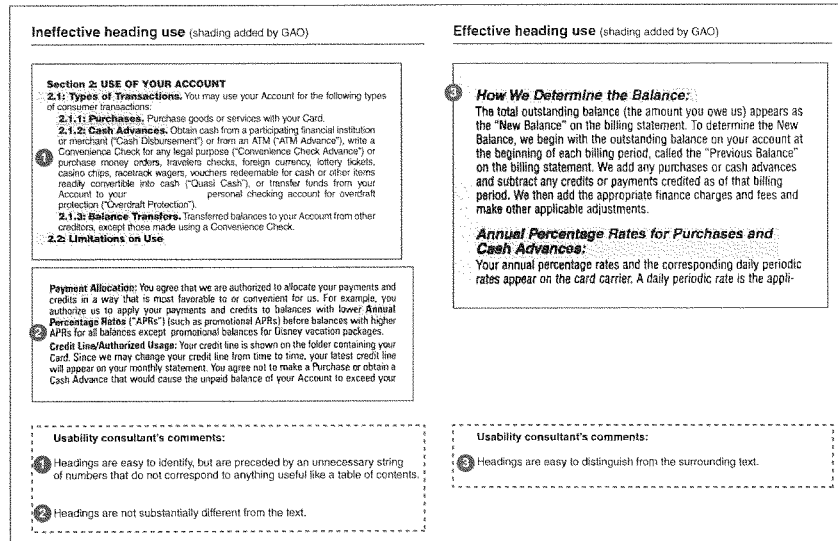 Ineffective heading use (shading added by GAO)
Section 2: USE OF YOUR ACCOUNT
2.1: Types of Transactions. You may use your Account for the following types
of consumer transactions:
2.1.1: Purchases. Purchase goods or services with your Card.
2.1.2: Cash Advances. Obtain cash from a participating financial institution
or merchant ("Cash Disbursement") or from an ATM ("ATM Advance"), write a
Convenience Check for any legal purpose ("Convenience Check Advance") or
purchase money orders, travelers checks, foreign currency, lottery tickets,
casino chips, racetrack wagers, vouchers redeemable for cash or other items
readily convertible into cash ("Quasi Cash"), or transfer funds from your
Account to your personal checking account for overdraft
protection ("Overdraft Protection").
2.1.3: Balance Transfers. Transferred balances to your Account from other
creditors, except those made using a Convenience Check.
2.2: Limitations on Use
1
Payment Allocation: You agree that we are authorized to allocate your payments and
credits in a way that is most favorable to or convenient for us. For example, you
authorize us to apply your payments and credits to balances with lower Annual
Percentage Rates ("APRs") (such as promotional APRs) before balances with higher
APRs for all balances except promotional balances for Disney vacation packages.
2
Credit Line/Authorized Usage: Your credit line is shown on the folder containing your
Card. Since we may change your credit line from time to time, your latest credit line
will appear on your monthly statement. You agree not to make a Purchase or obtain a
Cash Advance that would cause the unpaid balance of your Account to exceed your
Usability consultant's comments:
1 Headings are easy to identify, but are preceded by an unnecessary string
of numbers that do not correspond to anything useful like a table of contents.
2 Headings are not substantially different from the text.
Effective heading use (shading added by GAO)
3 How We Determine the Balance:
The total outstanding balance (the amount you owe us) appears as
the "New Balance" on the billing statement. To determine the New
Balance, we begin with the outstanding balance on your account at
the beginning of each billing period, called the "Previous Balance"
on the billing statement. We add any purchases or cash advances
and subtract any credits or payments credited as of that billing
period. We then add the appropriate finance charges and fees and
make other applicable adjustments.
Annual Percentage Rates for Purchases and
Cash Advances:
Your annual percentage rates and the corresponding daily periodic
rates appear on the card carrier. A daily periodic rate is the appli-
Usability consultant's comments:
3 Headings are easy to distinguish from the surrounding text.